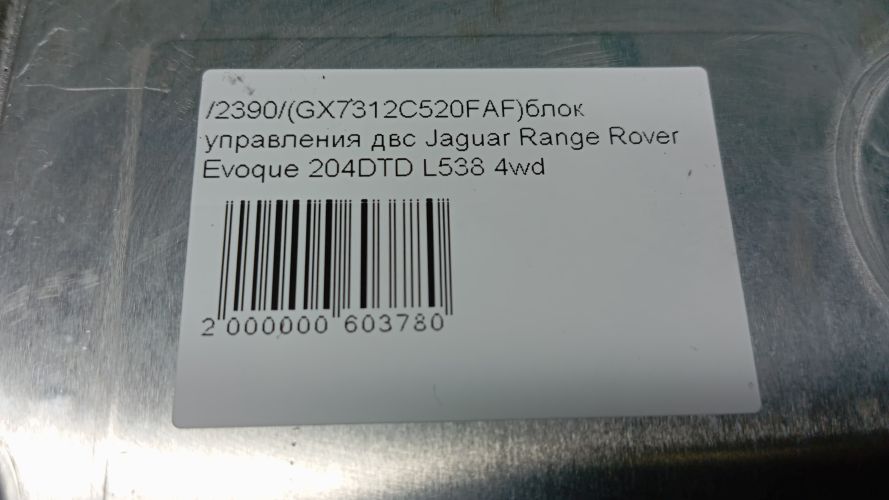 /2390/(GX7312C520FAF)блок
управления двс Jaguar Range Rover
Evoque 204DTD L538 4wd
2 000000 603780